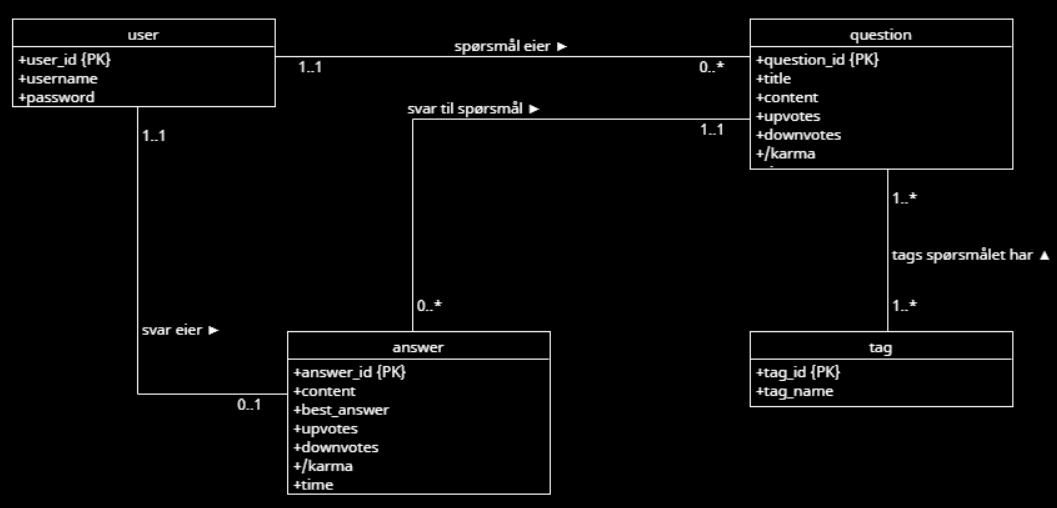 user
+user_id {PK}
+username
+password
spørsmål eier ►
1..1
0..*
question
+question_id {PK}
+title
+content
+upvotes
+downvotes
+/karma
svar til spørsmål ►
1..1
1..1
1..*
tags spørsmålet har ▲
1..*
0..*
svar eier ►
0..1
answer
+answer_id {PK}
+content
+best_answer
+upvotes
+downvotes
+/karma
+time
tag
+tag_id {PK}
+tag_name